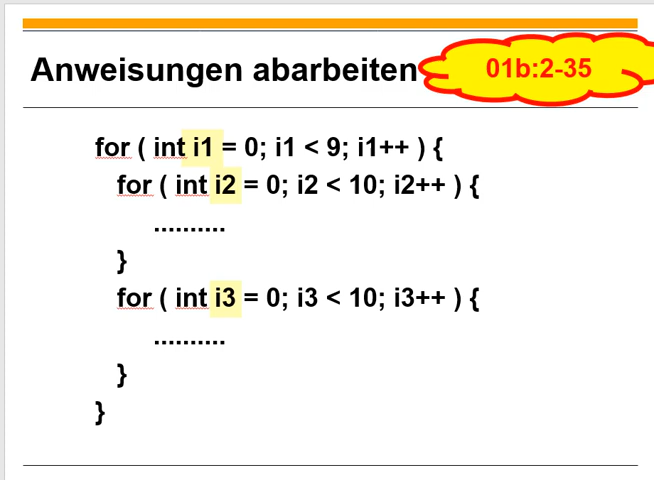 Anweisungen abarbeiten
01b:2-35
for ( int i1 = 0; i1 < 9; i1++ ) {
for ( int i2 = 0; i2 < 10; i2++ ) {
..........
}
for ( int i3 = 0; i3 < 10; i3++ ) {
..........
}
}